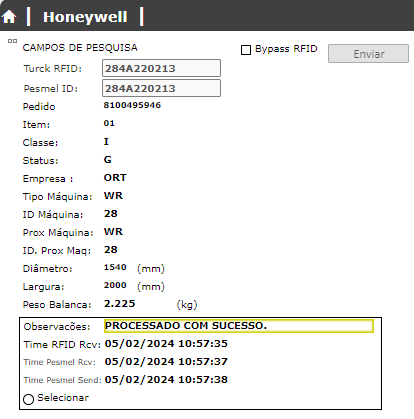 Honeywell
CAMPOS DE PESQUISA
Bypass RFID
Enviar
Turck RFID: 284A220213
Pesmel ID: 284A220213
Pedido 8100495946
Item: 01
Classe: I
Status: G
Empresa : ORT
Tipo Máquina: WR
ID Máquina: 28
Prox Máquina: WR
ID. Prox Maq: 28
Diâmetro: 1540 (mm)
Largura: 2000 (mm)
Peso Balanca: 2.225 (kg)
Observacões: PROCESSADO COM SUCESSO.
Time RFID Rcv: 05/02/2024 10:57:35
Time Pesmel Rcv: 05/02/2024 10:57:37
Time Pesmel Send: 05/02/2024 10:57:38
Selecionar